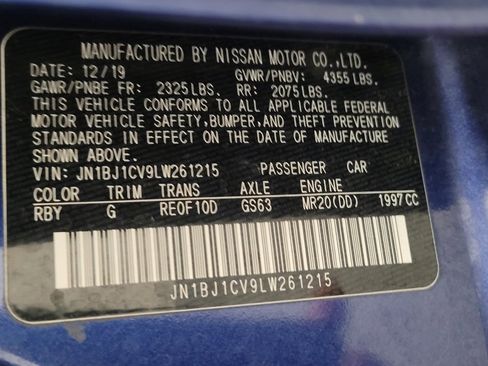 MANUFACTURED BY NISSAN MOTOR CO.,LTD.
DATE: 12/19 GVWR/PNBV: 4355 LBS.
GAWR/PNBE FR: 2325 LBS. RR: 2075 LBS.
THIS VEHICLE CONFORMS TO ALL APPLICABLE FEDERAL
MOTOR VEHICLE SAFETY, BUMPER, AND THEFT PREVENTION
STANDARDS IN EFFECT ON THE DATE OF MANUFACTURE
SHOWN ABOVE.
VIN: JN1BJ1CV9LW261215 PASSENGER CAR
COLOR TRIM TRANS AXLE ENGINE
RBY G RE0F10D GS63 MR20(DD) 1997CC
JN1BJ1CV9LW261215